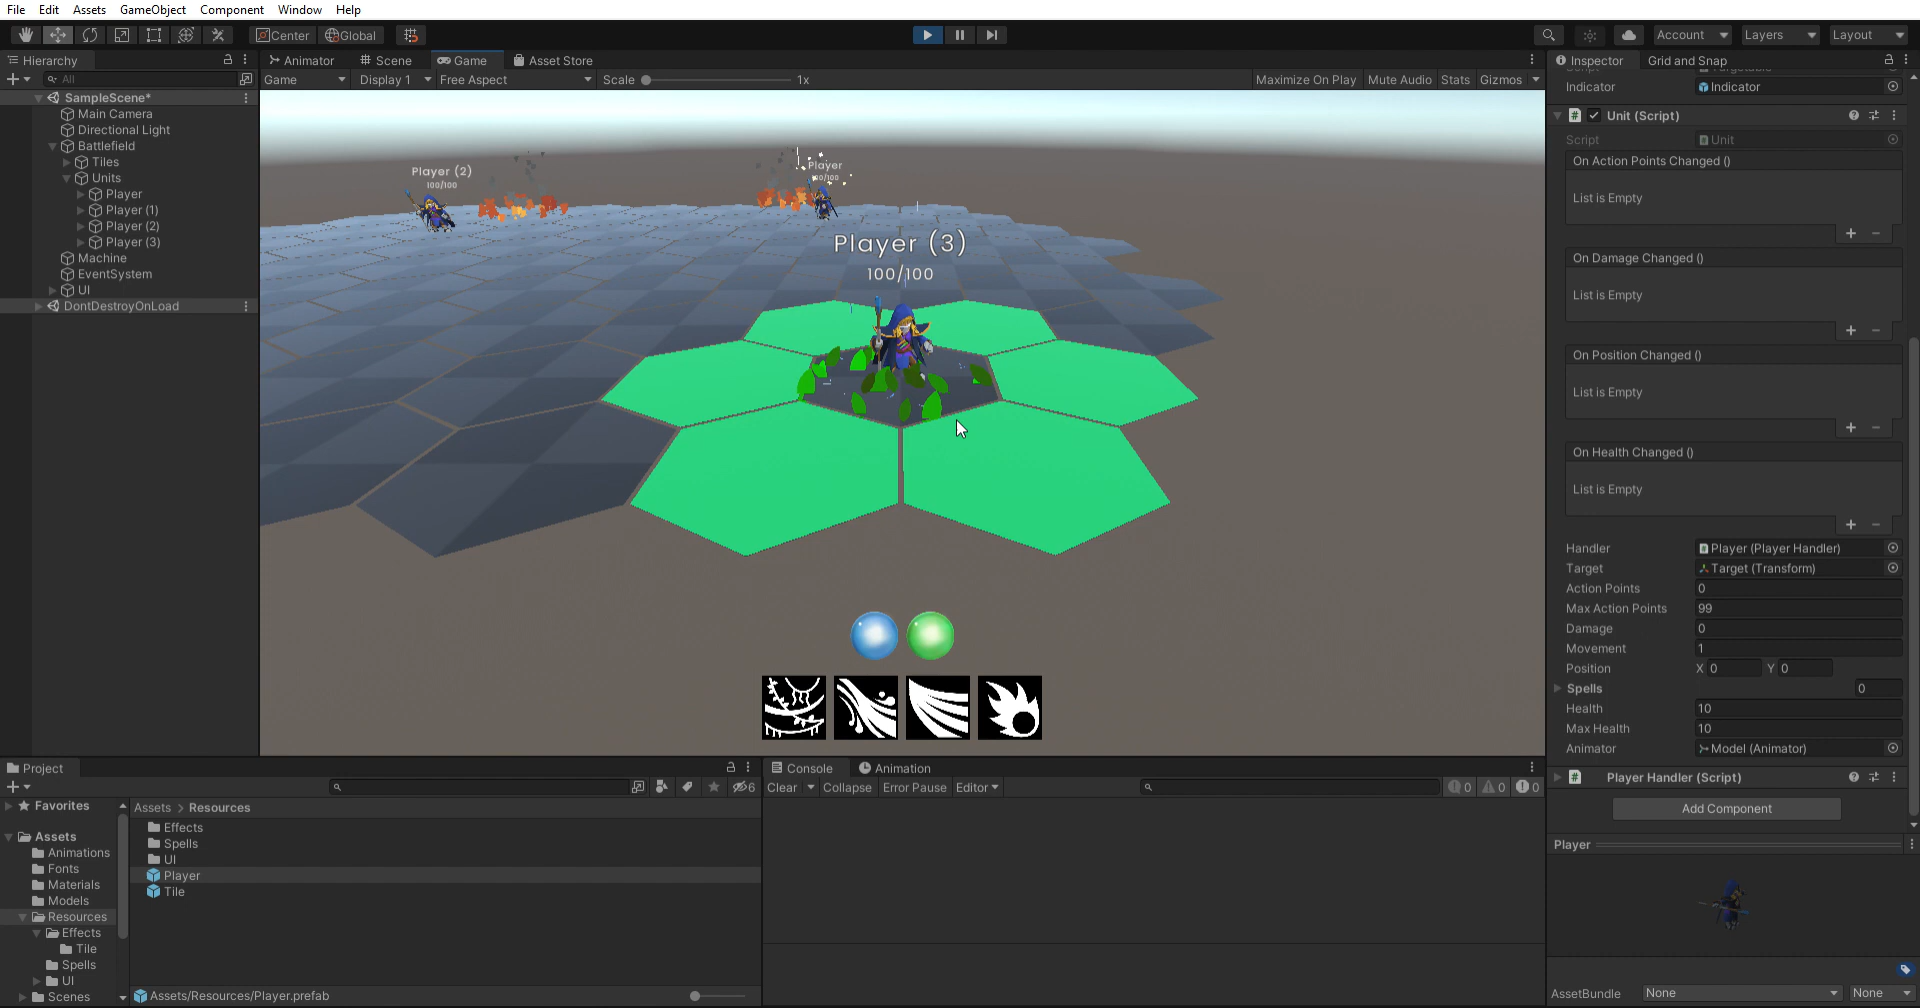 File Edit Assets GameObject Component Window Help
Center Global
Account Layers Layout
Hierarchy
All
SampleScene*
Main Camera
Directional Light
Battlefield
Tiles
Units
Player
Player (1)
Player (2)
Player (3)
Machine
EventSystem
UI
DontDestroyOnLoad
Animator Scene Game Asset Store
Game Display 1 Free Aspect Scale 1x Maximize On Play Mute Audio Stats Gizmos
Player (2)
100/100
Player
Player (3)
100/100
Inspector Grid and Snap
Indicator Indicator
Unit (Script)
Script Unit
On Action Points Changed ()
List is Empty
On Damage Changed ()
List is Empty
On Position Changed ()
List is Empty
On Health Changed ()
List is Empty
Handler Player (Player Handler)
Target Target (Transform)
Action Points 0
Max Action Points 99
Damage 0
Movement 1
Position X 0 Y 0
Spells 0
Health 10
Max Health 10
Animator Model (Animator)
Player Handler (Script)
Add Component
Player
AssetBundle None None
Project
6
Favorites
Assets
Animations
Fonts
Materials
Models
Resources
Effects
Tile
Spells
UI
Scenes
Assets > Resources
Effects
Spells
UI
Player
Tile
Assets/Resources/Player.prefab
Console Animation
Clear Collapse Error Pause Editor 0 0 0